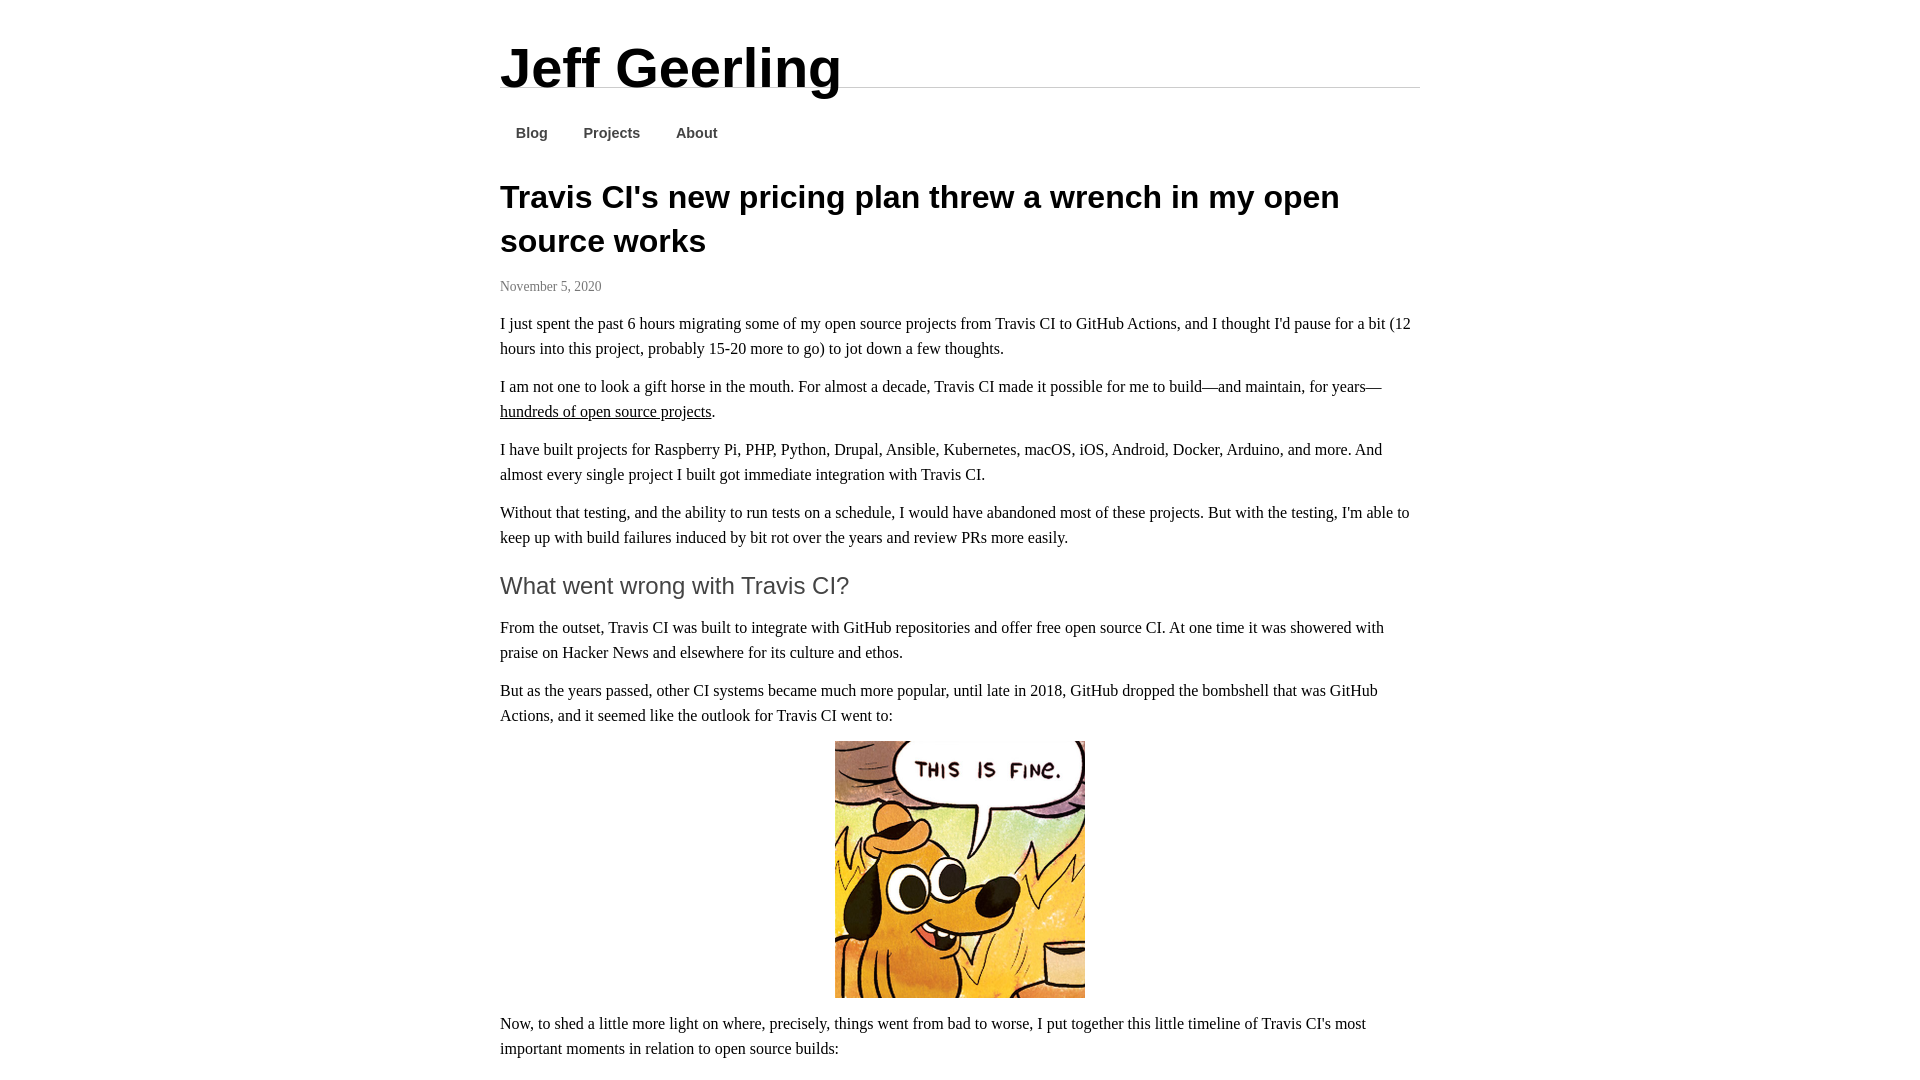 Jeff Geerling
Blog Projects About
Travis CI's new pricing plan threw a wrench in my open
source works
November 5, 2020
I just spent the past 6 hours migrating some of my open source projects from Travis CI to GitHub Actions, and I thought I'd pause for a bit (12
hours into this project, probably 15-20 more to go) to jot down a few thoughts.
I am not one to look a gift horse in the mouth. For almost a decade, Travis CI made it possible for me to build—and maintain, for years—
hundreds of open source projects.
I have built projects for Raspberry Pi, PHP, Python, Drupal, Ansible, Kubernetes, macOS, iOS, Android, Docker, Arduino, and more. And
almost every single project I built got immediate integration with Travis CI.
Without that testing, and the ability to run tests on a schedule, I would have abandoned most of these projects. But with the testing, I'm able to
keep up with build failures induced by bit rot over the years and review PRs more easily.
What went wrong with Travis CI?
From the outset, Travis CI was built to integrate with GitHub repositories and offer free open source CI. At one time it was showered with
praise on Hacker News and elsewhere for its culture and ethos.
But as the years passed, other CI systems became much more popular, until late in 2018, GitHub dropped the bombshell that was GitHub
Actions, and it seemed like the outlook for Travis CI went to:
THIS IS FINE.
Now, to shed a little more light on where, precisely, things went from bad to worse, I put together this little timeline of Travis CI's most
important moments in relation to open source builds: